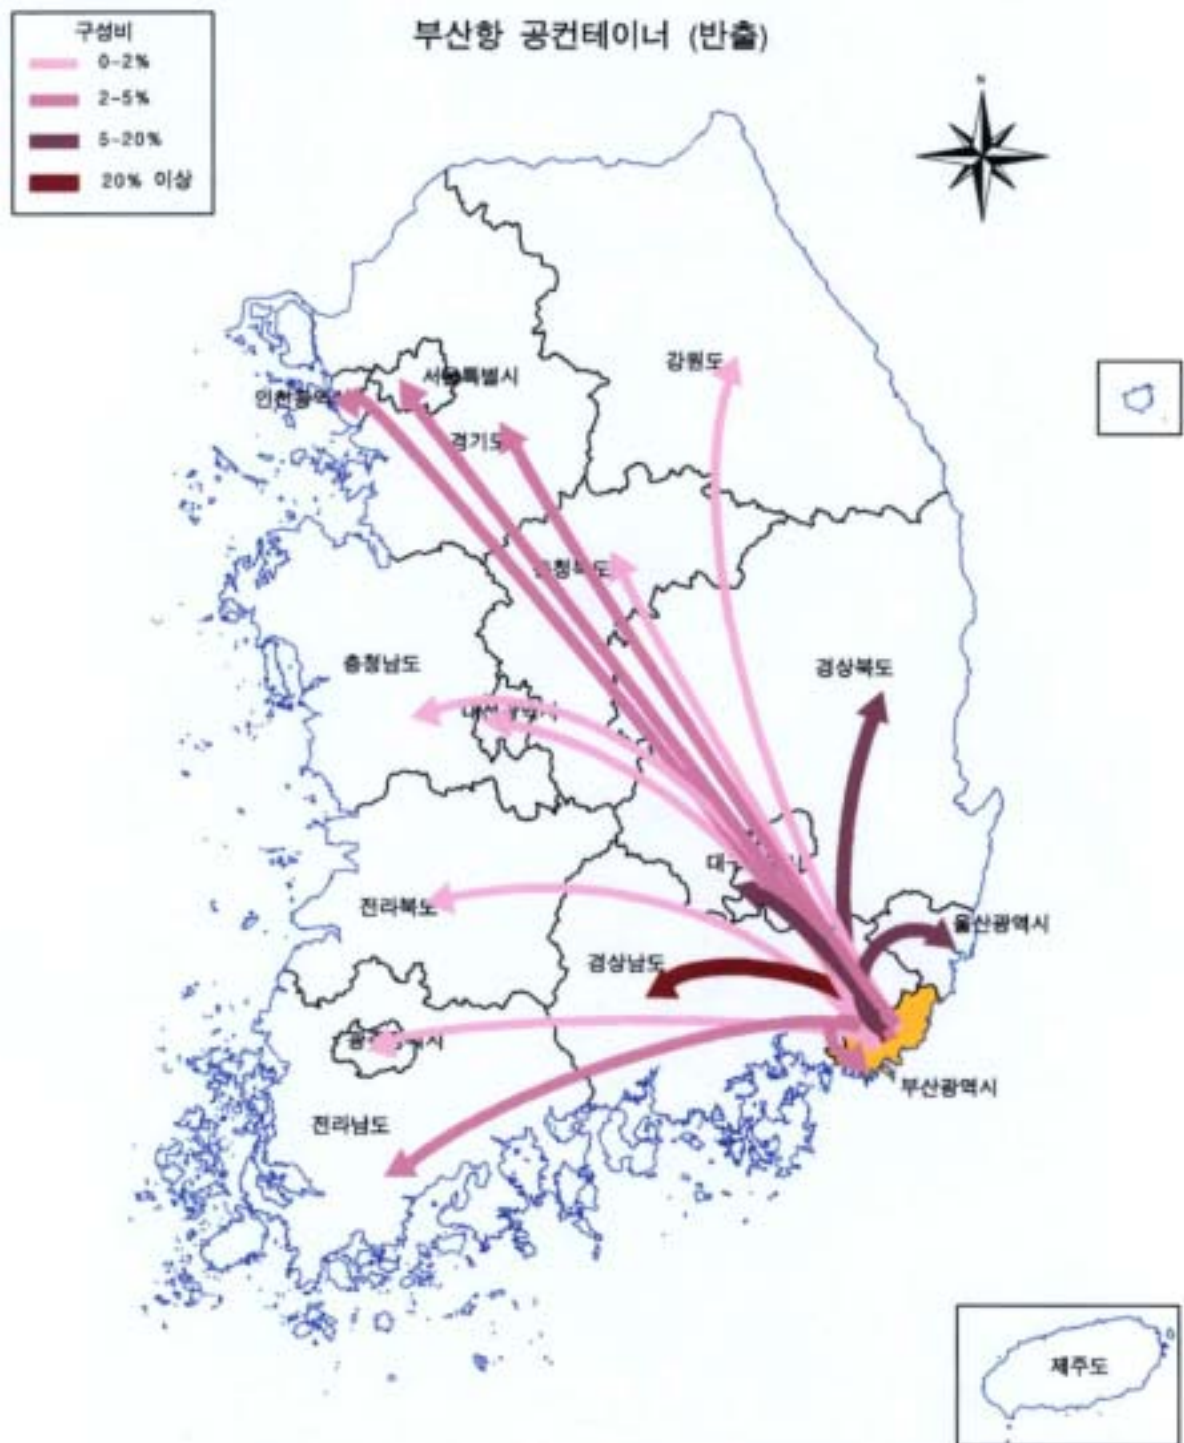 부산항 공컨테이너 (반출)
구성비
0-2%
2-5%
5-20%
20% 이상
N
강원도
경기도
충청남도
경상북도
전라북도
경상남도
울산광역시
전라남도
부산광역시
제주도